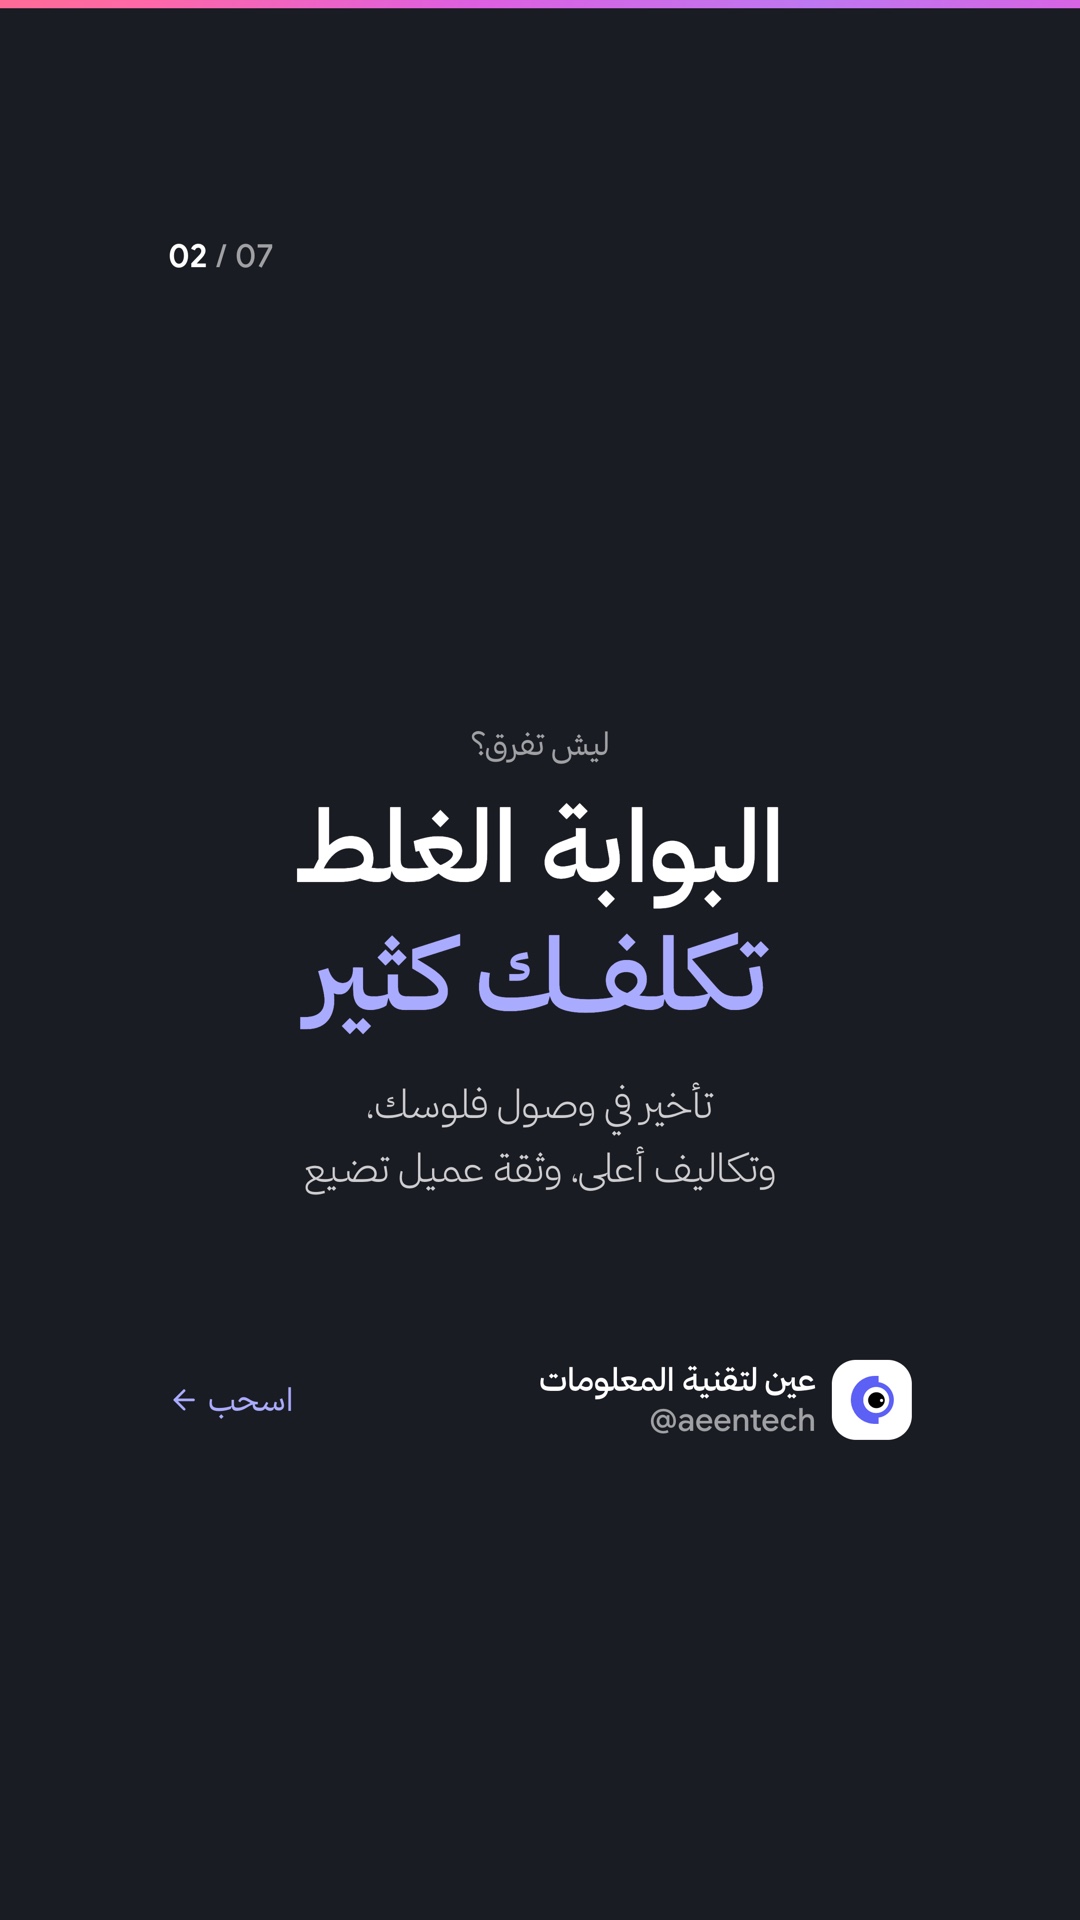 02 / 07
ليش تفرق؟
البوابة الغلط
تكلفـك كثير
تأخير في وصول فلوسك،
وتكاليف أعلى، وثقة عميل تضيع
عين لتقنية المعلومات
@aeentech
اسحب ←